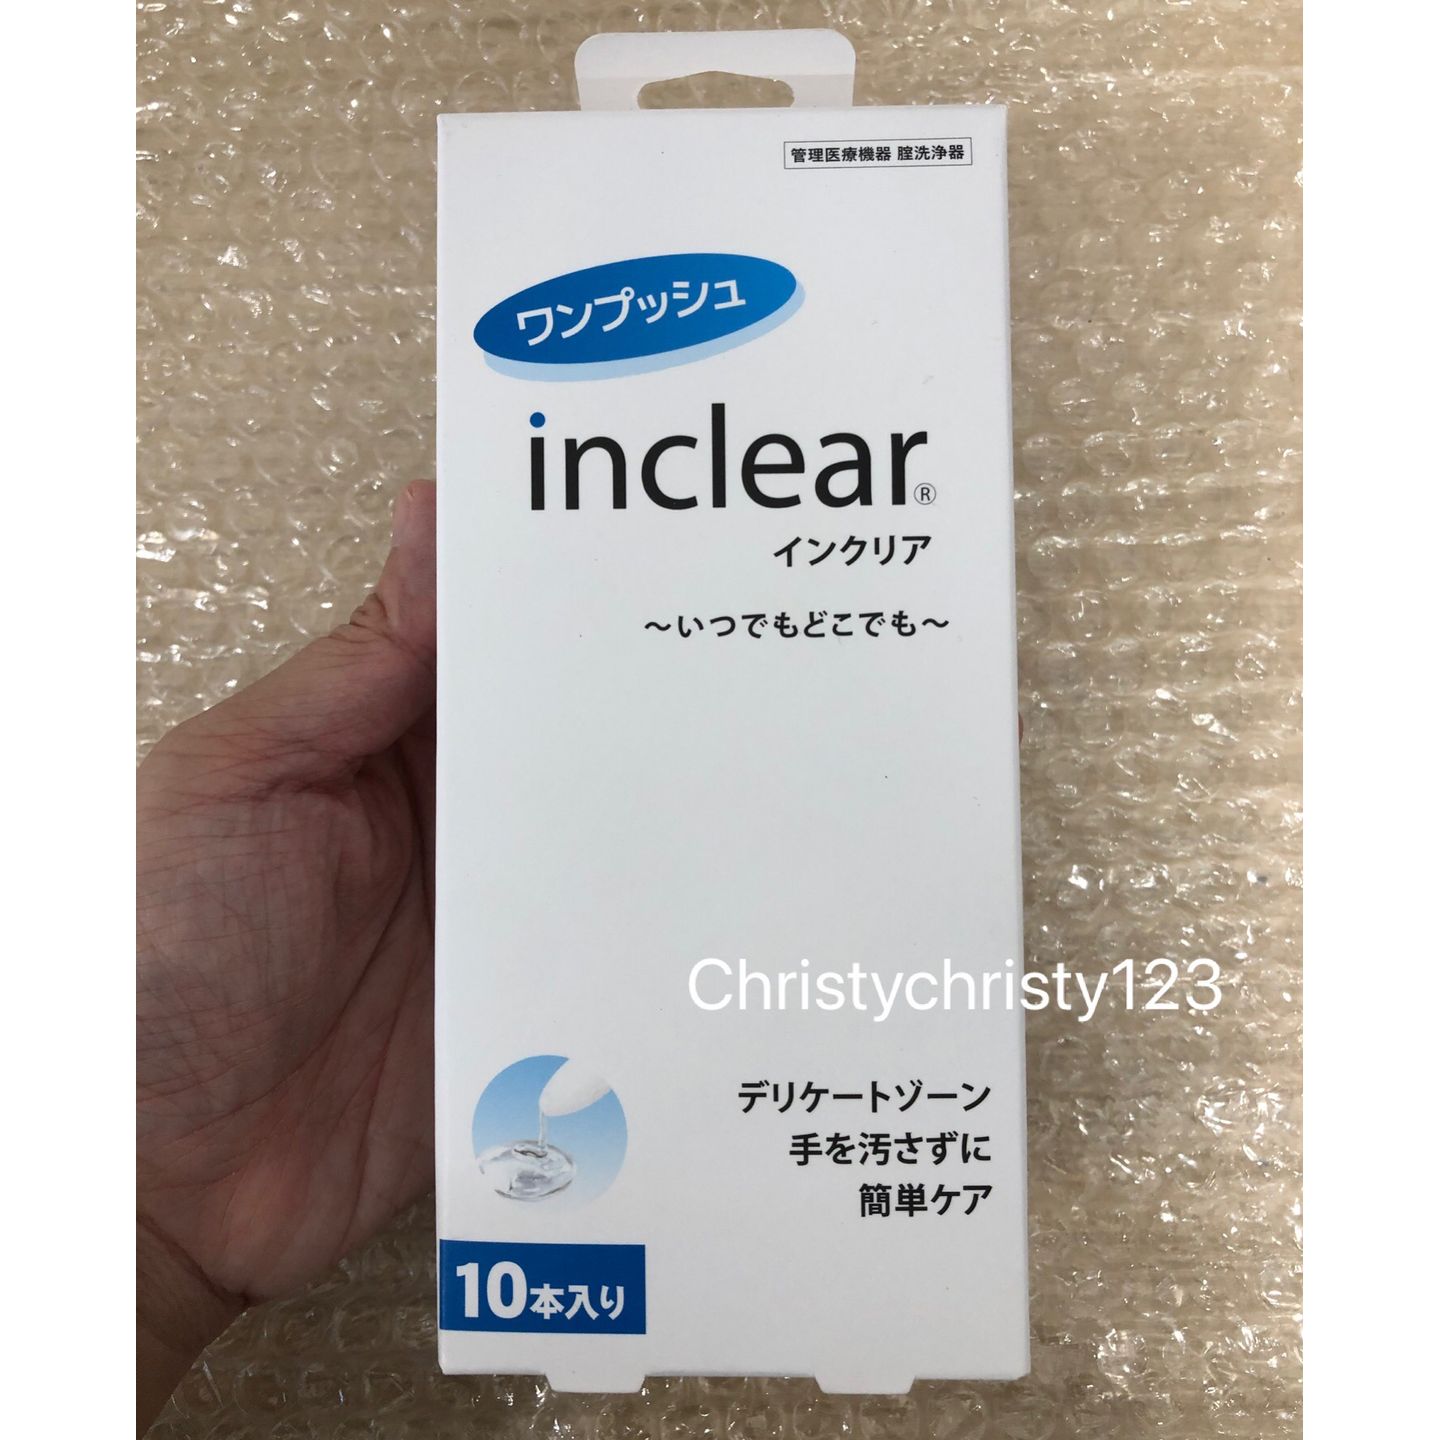 管理医療機器 腟洗浄器
ワンプッシュ
inclear®
インクリア
～いつでもどこでも～
Christychristy123
デリケートゾーン
手を汚さずに
簡単ケア
10本入り